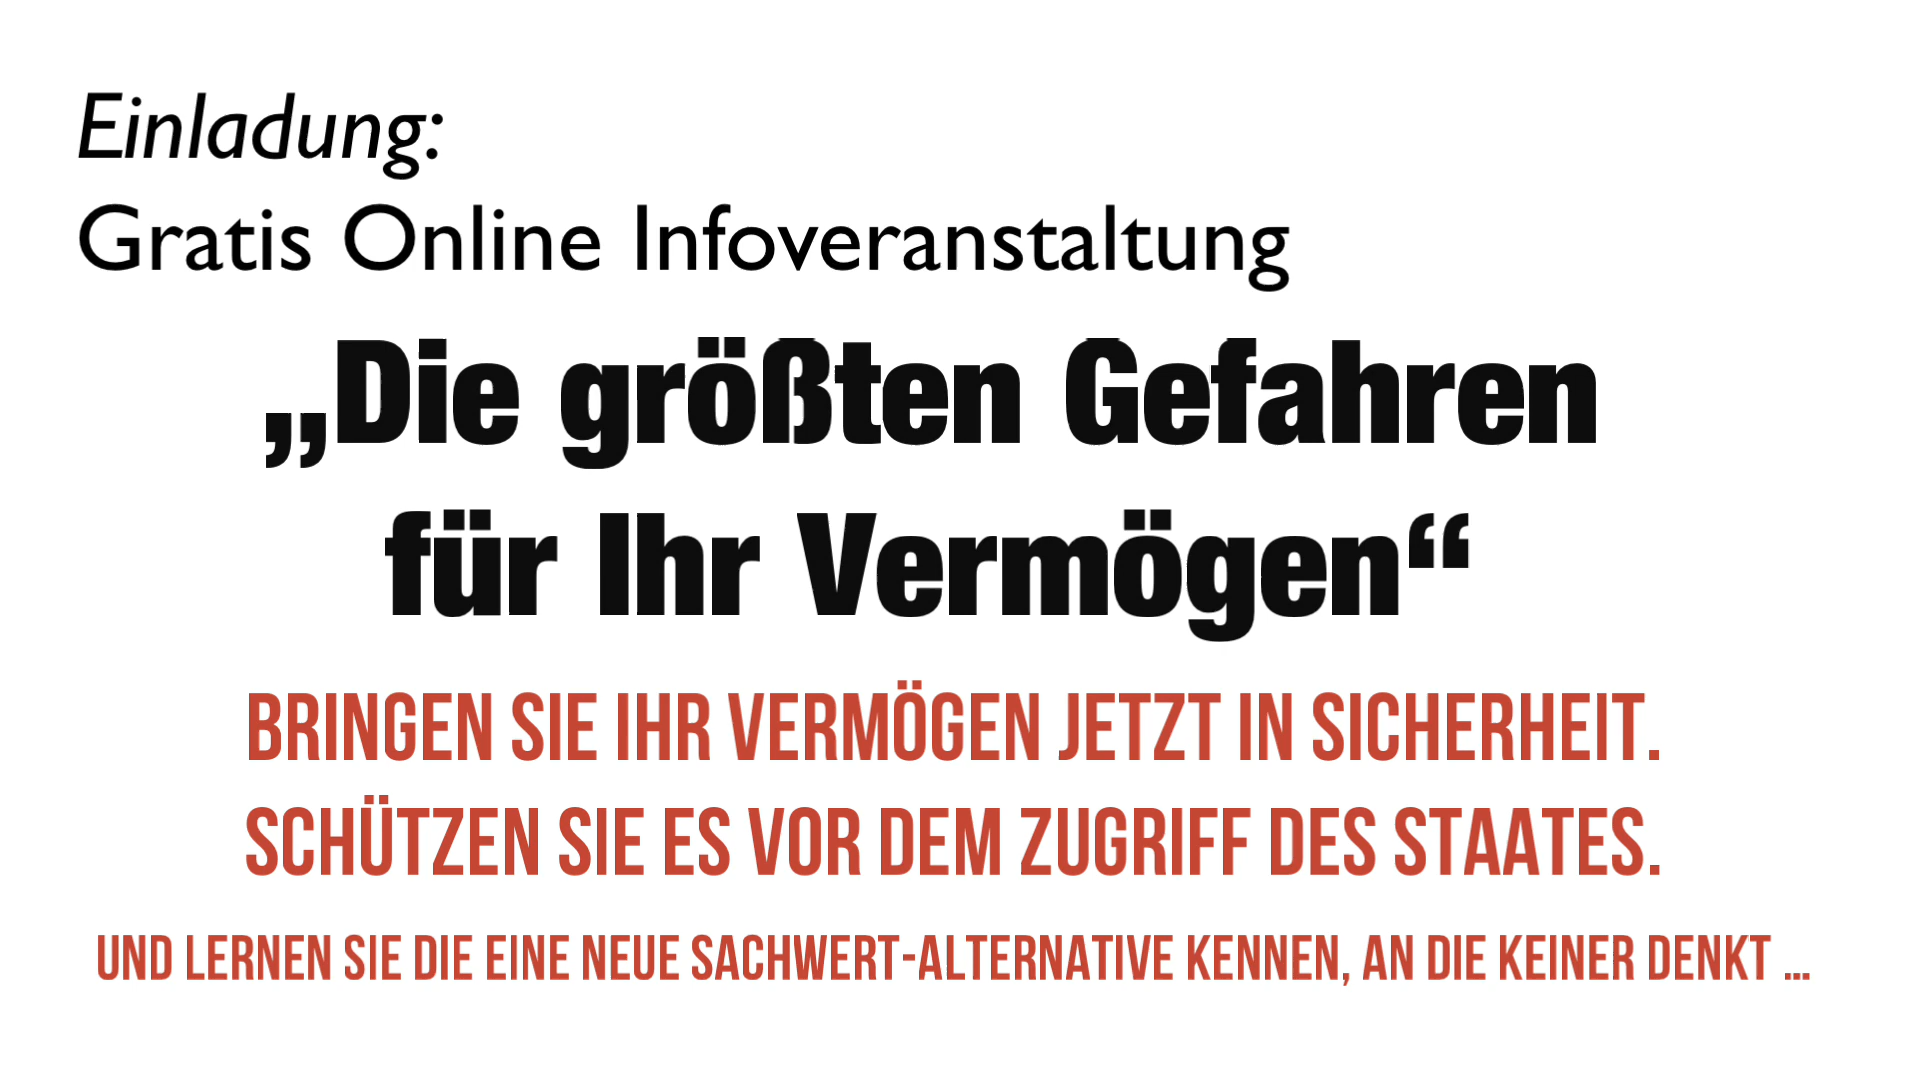 Einladung:
Gratis Online Infoveranstaltung
„Die größten Gefahren
für Ihr Vermögen“
BRINGEN SIE IHR VERMÖGEN JETZT IN SICHERHEIT.
SCHÜTZEN SIE ES VOR DEM ZUGRIFF DES STAATES.
UND LERNEN SIE DIE EINE NEUE SACHWERT-ALTERNATIVE KENNEN, AN DIE KEINER DENKT ...